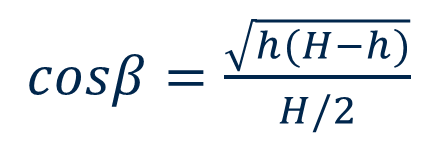 cosβ = √h(H−h) / H/2